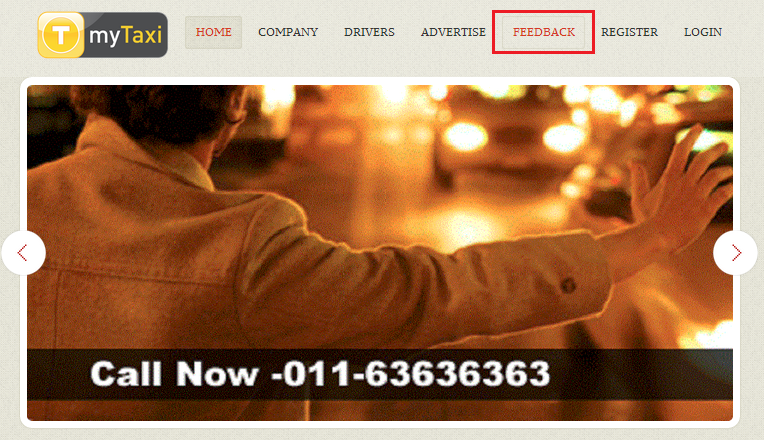 T myTaxi
HOME COMPANY DRIVERS ADVERTISE FEEDBACK REGISTER LOGIN
Call Now -011-63636363